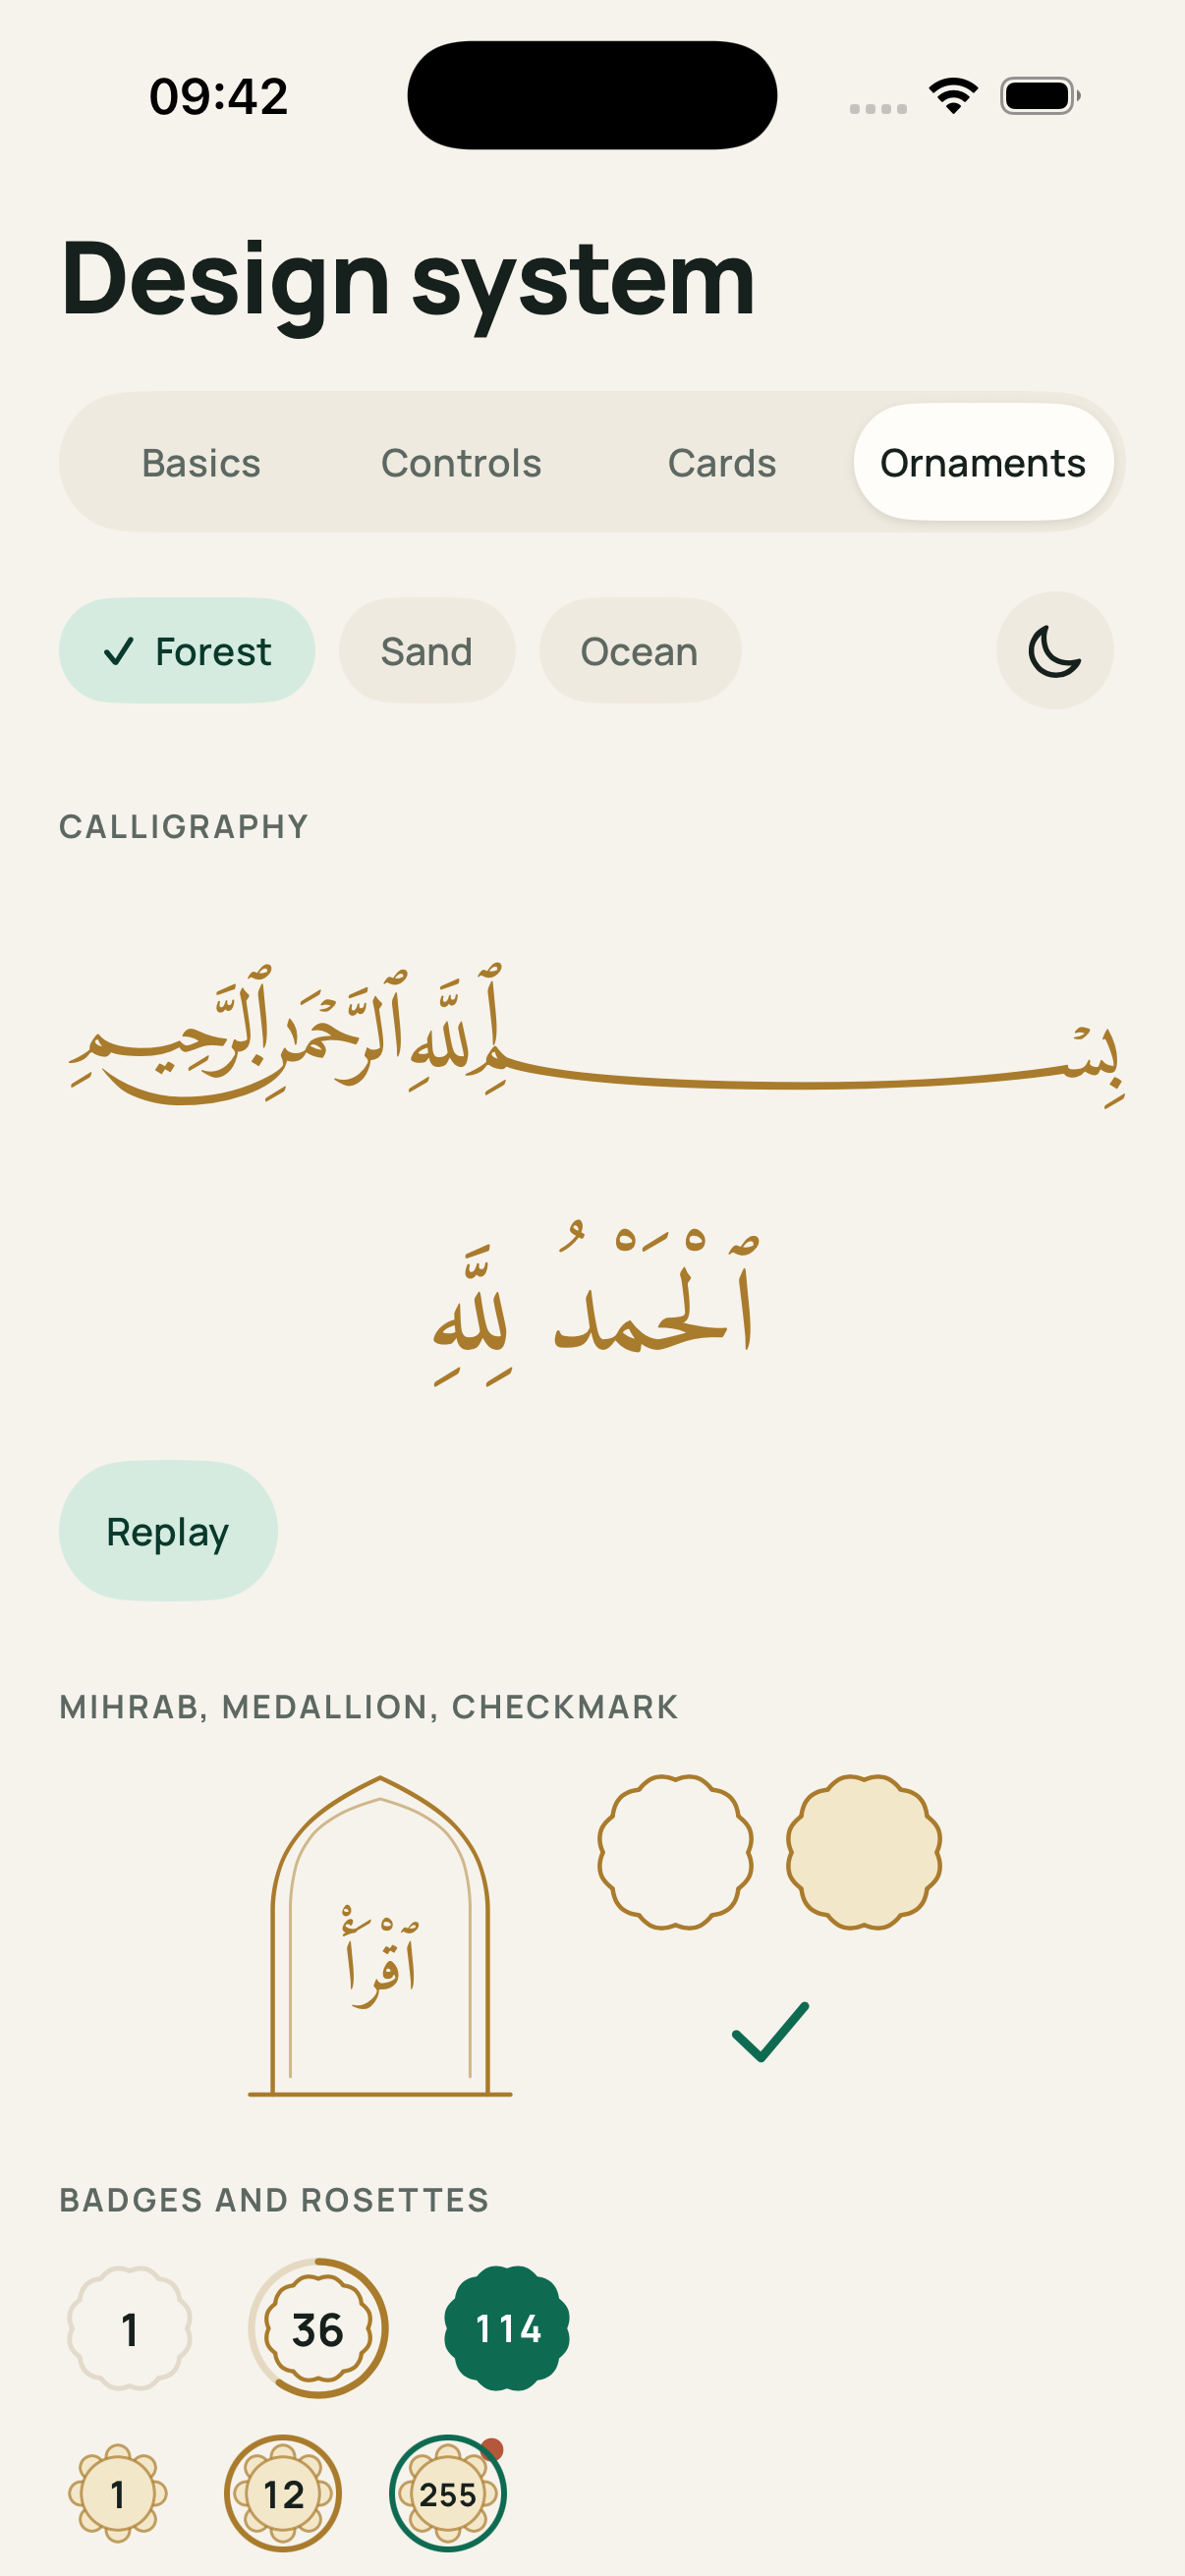 09:42
Design system
Basics Controls Cards Ornaments
Forest Sand Ocean
CALLIGRAPHY
بِسْمِ ٱللَّهِ ٱلرَّحْمَٰنِ ٱلرَّحِيمِ
ٱلْحَمْدُ لِلَّهِ
Replay
MIHRAB, MEDALLION, CHECKMARK
ٱقْرَأْ
BADGES AND ROSETTES
1 36 114
1 12 255